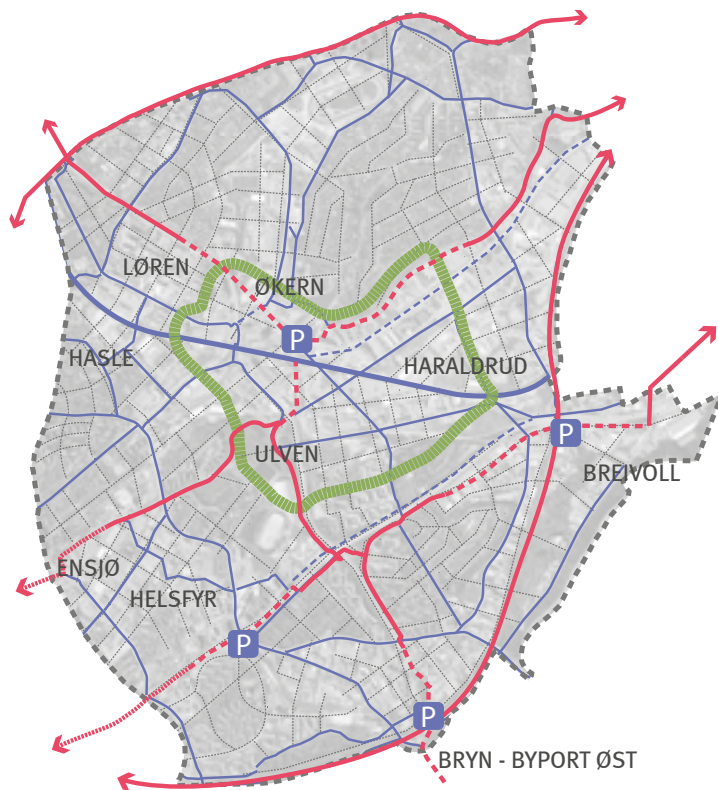 LØREN
ØKERN
P
HASLE
HARALDRUD
ULVEN
P
BREIVOLL
ENSJØ
HELSFYR
P
P
BRYN - BYPORT ØST